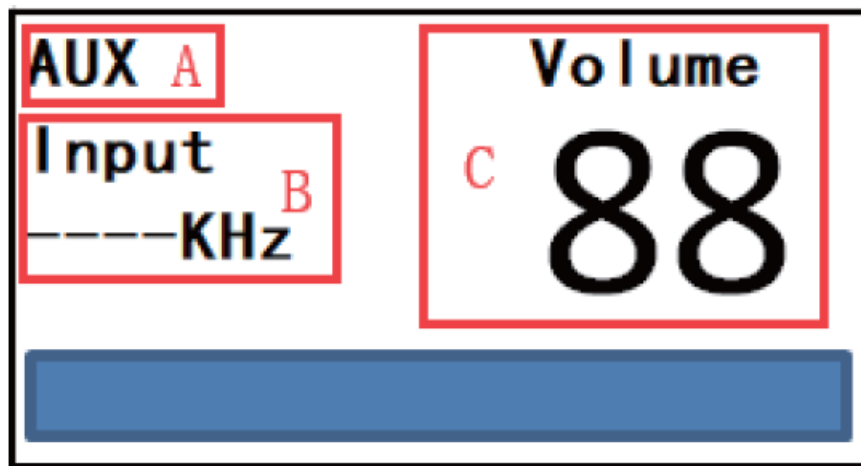 AUX A
Input
B
----KHz
Volume
C
88